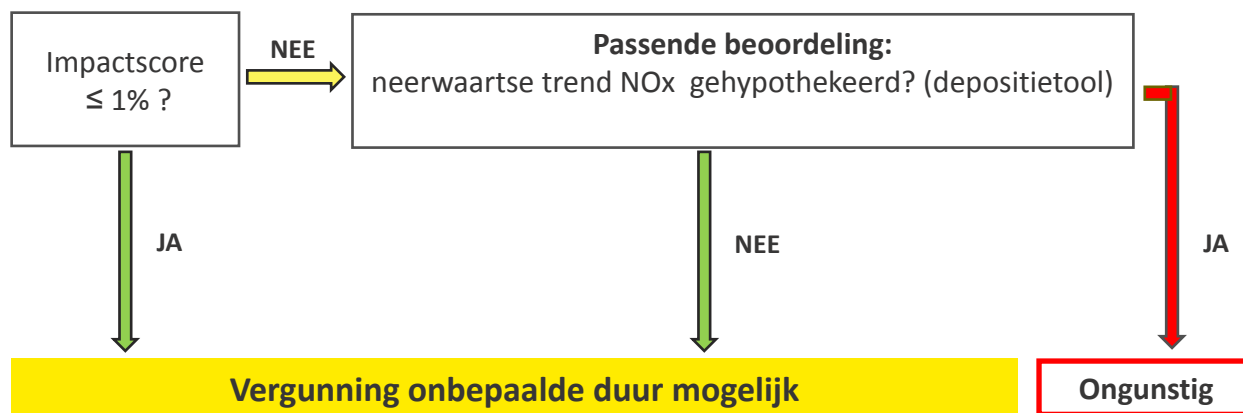 Impactscore
≤ 1% ?
NEE
Passende beoordeling:
neerwaartse trend NOx gehypothekeerd? (depositietool)
JA
NEE
JA
Vergunning onbepaalde duur mogelijk
Ongunstig